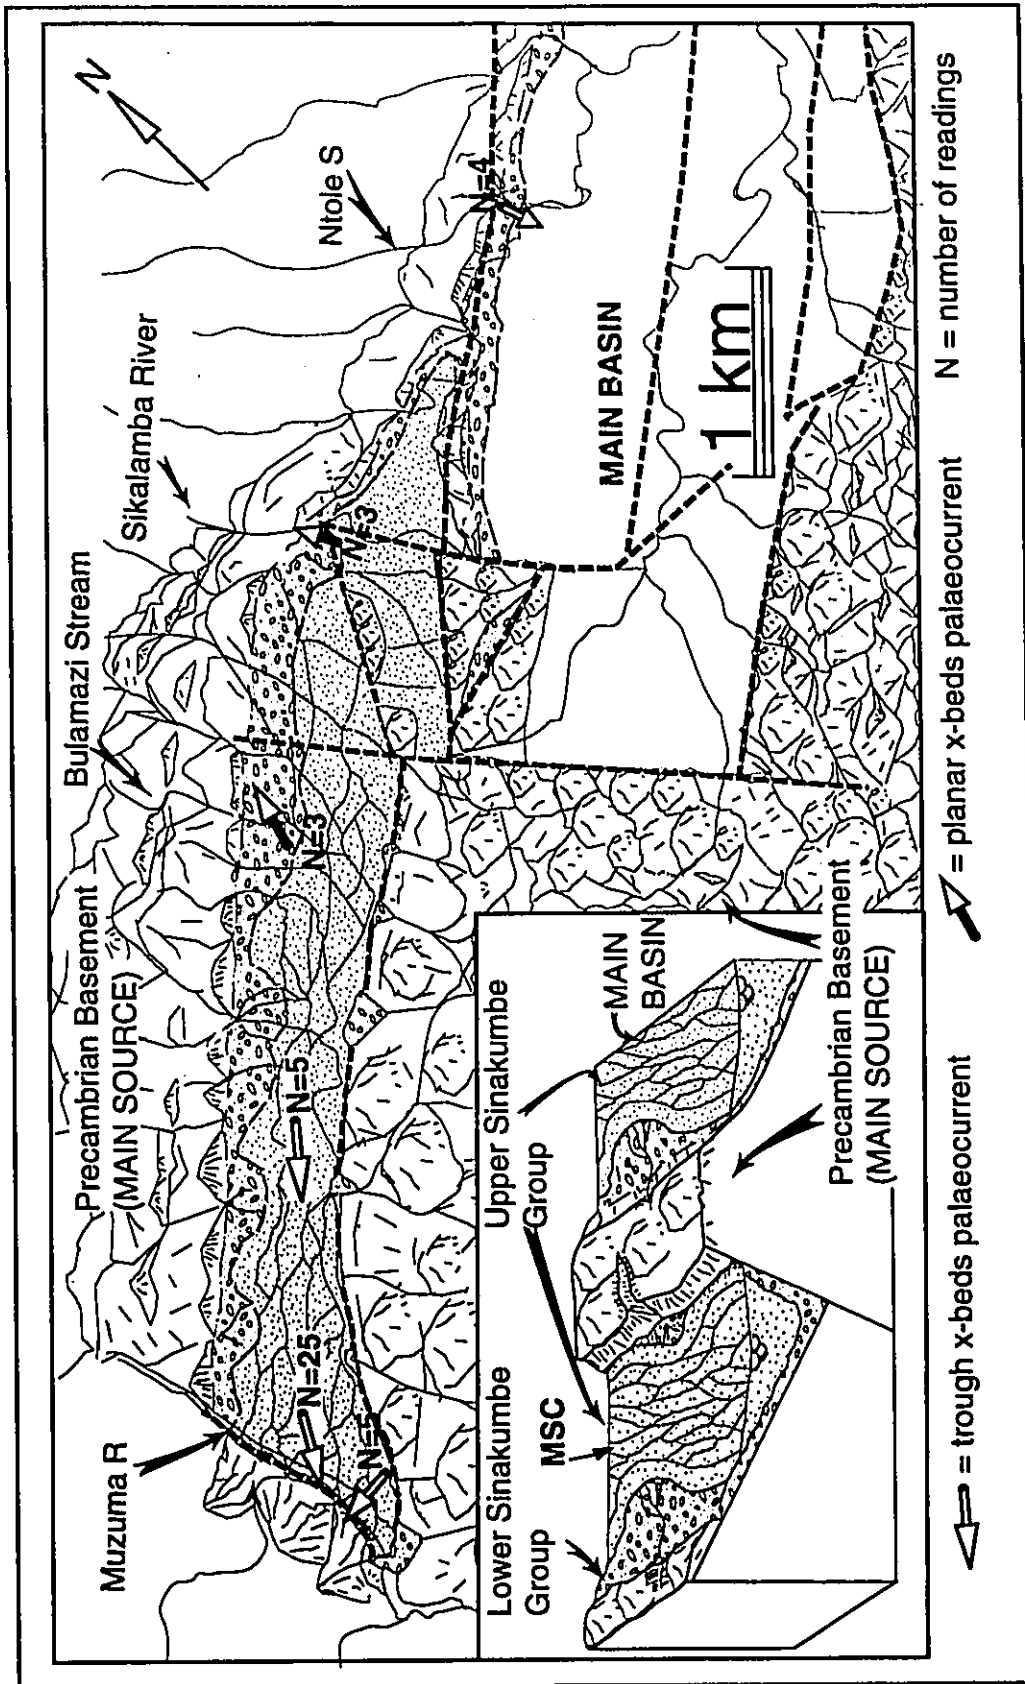 N
Ntole S
Sikalamba River
Bulamazi Stream
Precambrian Basement
(MAIN SOURCE)
Muzuma R
N=4
N=3
N=3
N=5
N=25
N=5
MAIN BASIN
1 km
Lower Sinakumbe
Group
MSC
Upper Sinakumbe
Group
MAIN
BASIN
Precambrian Basement
(MAIN SOURCE)
= trough x-beds palaeocurrent
= planar x-beds palaeocurrent
N = number of readings